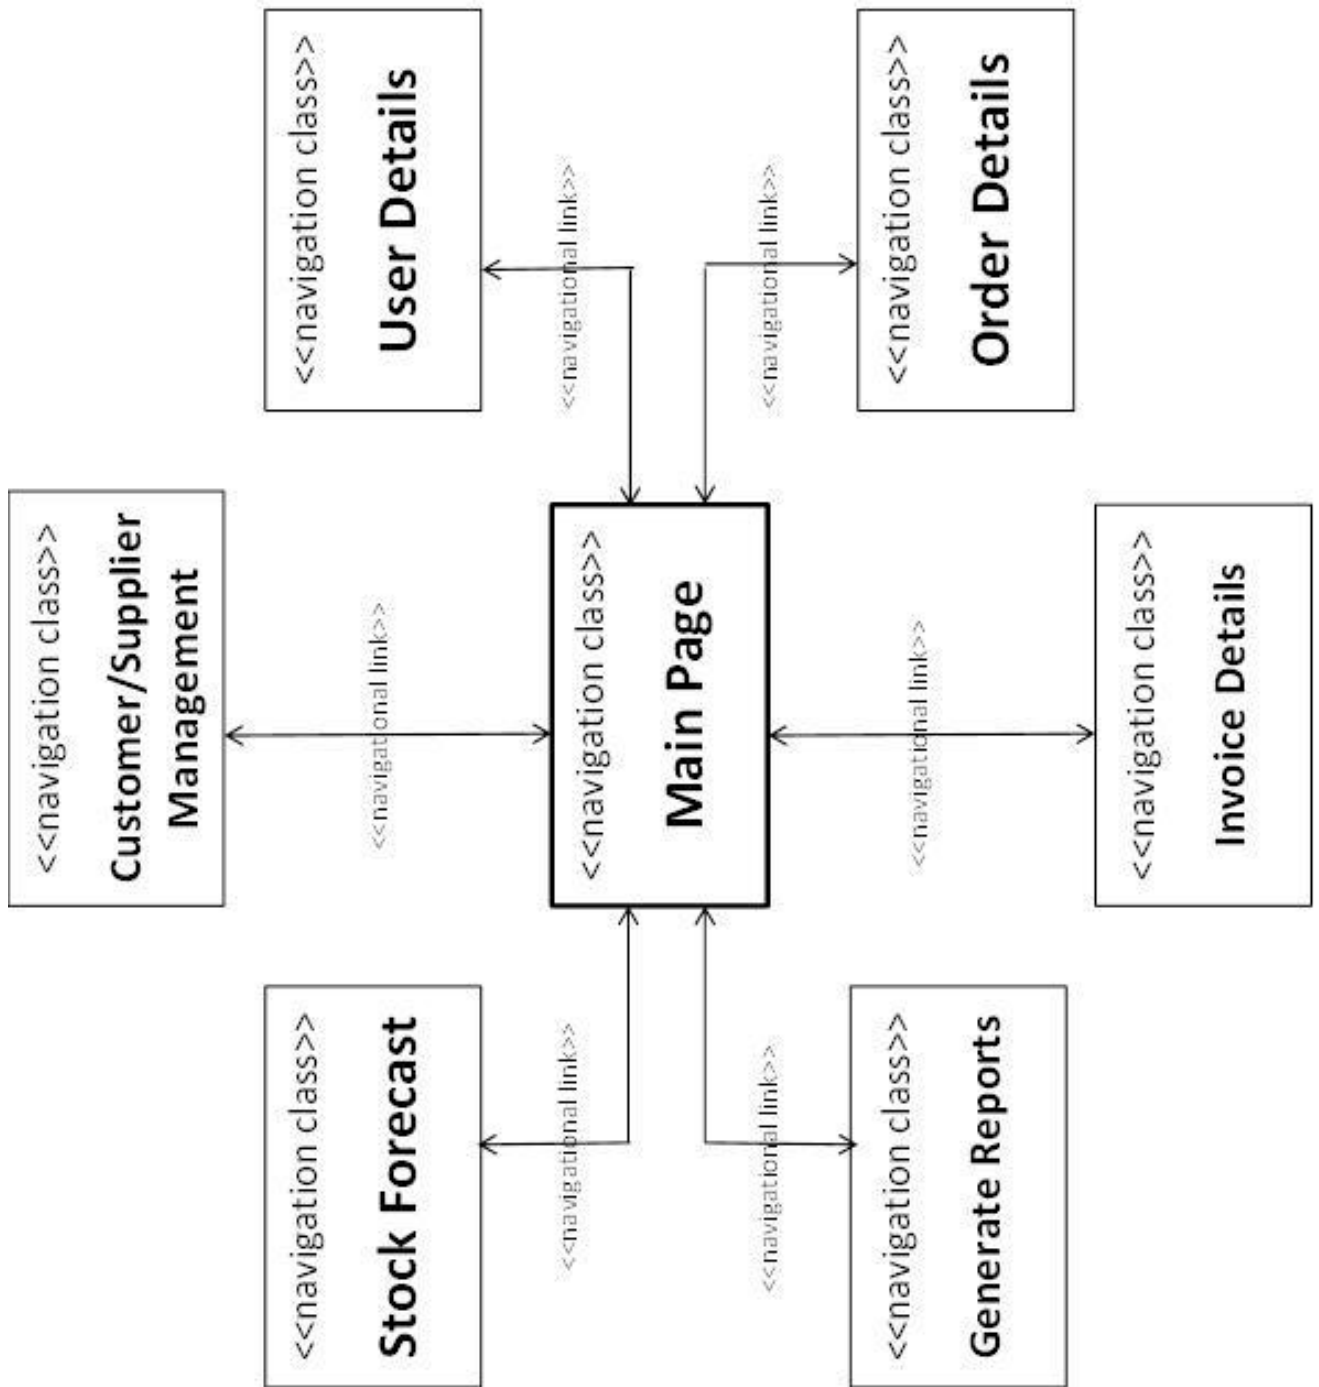 <<navigation class>>
Stock Forecast
<<navigation class>>
Customer/Supplier
Management
<<navigation class>>
User Details
<<navigational link>>
<<navigational link>>
<<navigational link>>
<<navigation class>>
Main Page
<<navigational link>>
<<navigational link>>
<<navigational link>>
<<navigation class>>
Generate Reports
<<navigation class>>
Invoice Details
<<navigation class>>
Order Details